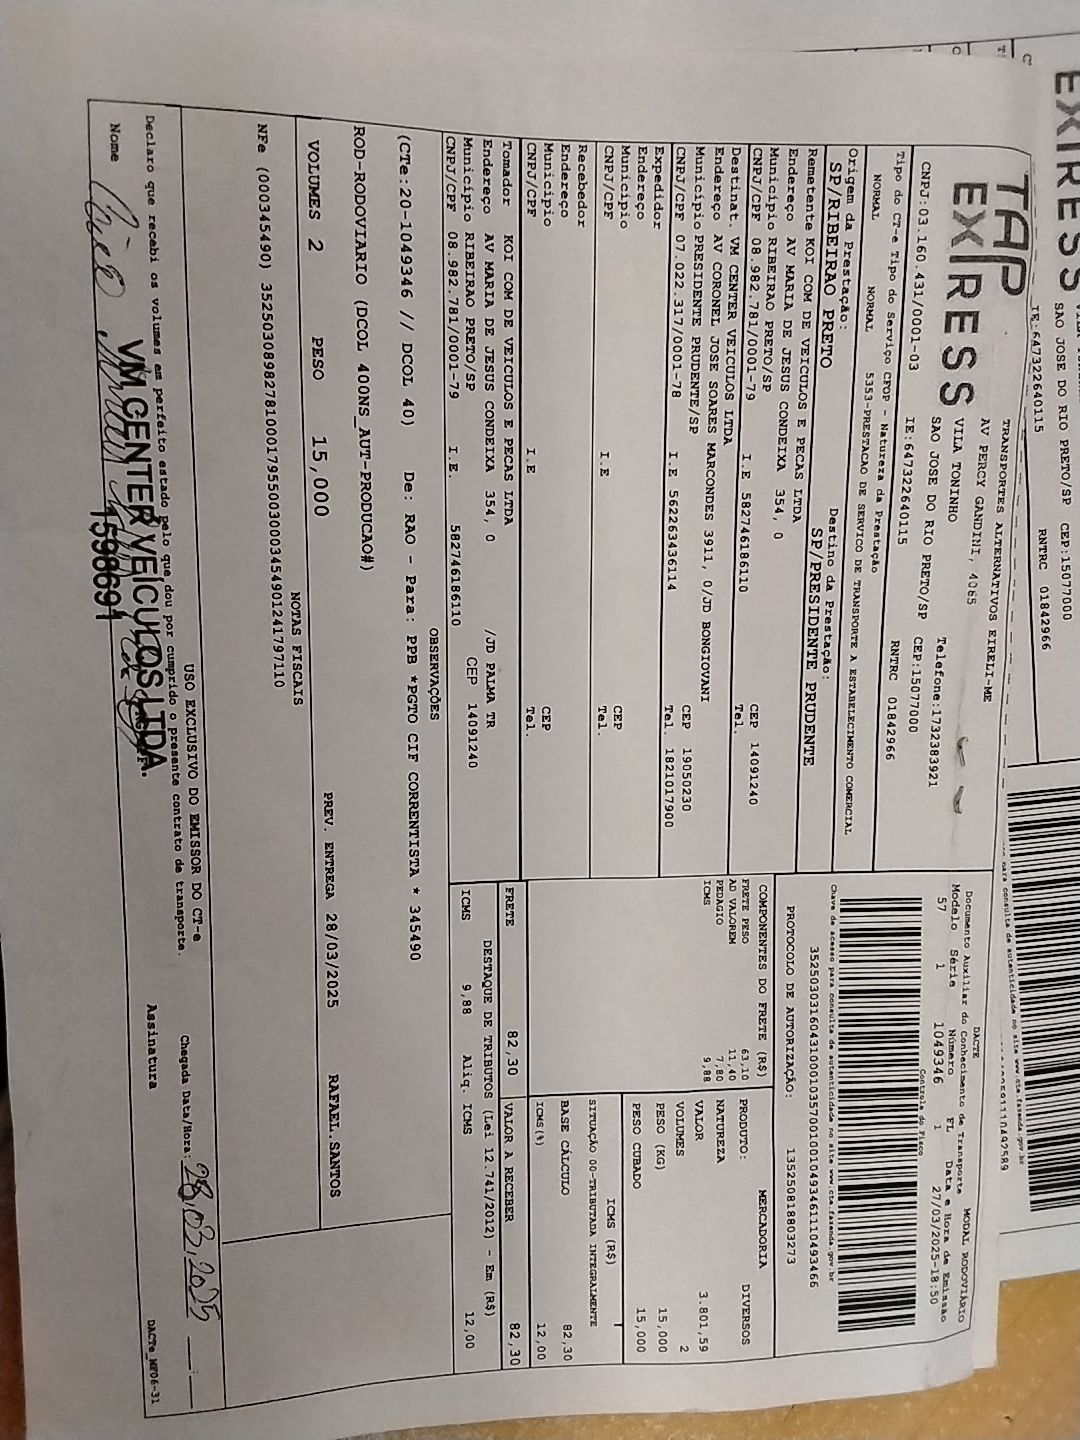 EXTRESS
SAO JOSE DO RIO PRETO/SP CEP:15077000
IE:647322640115 RNTRC 01842966
TAP EXPRESS
TRANSPORTES ALTERNATIVOS EIRELI-ME
AV PERCY GANDINI, 4065
VILA TONINHO Telefone:1732383921
SAO JOSE DO RIO PRETO/SP CEP:15077000
CNPJ:03.160.431/0001-03 IE:647322640115 RNTRC 01842966
Tipo do CT-e Tipo do Serviço CFOP - Natureza da Prestação
NORMAL NORMAL 5353-PRESTACAO DE SERVICO DE TRANSPORTE A ESTABELECIMENTO COMERCIAL
Origem da Prestação: Destino da Prestação:
SP/RIBEIRAO PRETO SP/PRESIDENTE PRUDENTE
Remetente KOI COM DE VEICULOS E PECAS LTDA
Endereço AV MARIA DE JESUS CONDEIXA 354, 0
Município RIBEIRAO PRETO/SP CEP 14091240
CNPJ/CPF 08.982.781/0001-79 I.E 582746186110 Tel.
Destinat. VM CENTER VEICULOS LTDA
Endereço AV CORONEL JOSE SOARES MARCONDES 3911, 0/JD BONGIOVANI
Município PRESIDENTE PRUDENTE/SP CEP 19050230
CNPJ/CPF 07.022.317/0001-78 I.E 562263436114 Tel. 1821017900
Expedidor
Endereço
Município CEP
CNPJ/CPF I.E Tel.
Recebedor
Endereço
Município CEP
CNPJ/CPF I.E Tel.
Tomador KOI COM DE VEICULOS E PECAS LTDA
Endereço AV MARIA DE JESUS CONDEIXA 354, 0 /JD PALMA TR
Município RIBEIRAO PRETO/SP CEP 14091240
CNPJ/CPF 08.982.781/0001-79 I.E. 582746186110
DACTE MODAL RODOVIÁRIO
Documento Auxiliar do Conhecimento de Transporte
Modelo Série Número FL Data e Hora de Emissão
57 1 1049346 1 27/03/2025-18:50
Controle do Fisco
Chave de acesso para consulta de autenticidade no site www.cte.fazenda.gov.br
35250303160431000103570010010493461110493466
PROTOCOLO DE AUTORIZAÇÃO: 135250818803273
COMPONENTES DO FRETE (R$)
FRETE PESO 63,10
AD VALOREM 11,40
PEDAGIO 7,80
ICMS 9,88
MERCADORIA
PRODUTO: DIVERSOS
NATUREZA
VALOR 3.801,59
VOLUMES 2
PESO (KG) 15,000
PESO CUBADO 15,000
ICMS (R$)
SITUAÇÃO 00-TRIBUTADA INTEGRALMENTE
BASE CÁLCULO 82,30
ICMS(%) 12,00
FRETE 82,30 VALOR A RECEBER 82,30
DESTAQUE DE TRIBUTOS (Lei 12.741/2012) - Em (R$)
ICMS 9,88 Aliq. ICMS 12,00
OBSERVAÇÕES
(CTe:20-1049346 // DCOL 40) De: RAO - Para: PPB *PGTO CIF CORRENTISTA * 345490
ROD-RODOVIARIO (DCOL 400NS_AUT-PRODUCAO#)
VOLUMES 2 PESO 15,000 PREV. ENTREGA 28/03/2025 RAFAEL.SANTOS
NOTAS FISCAIS
NFe (000345490) 35250308982781000179550030003454901241797110
USO EXCLUSIVO DO EMISSOR DO CT-e
Declaro que recebi os volumes em perfeito estado pelo que dou por cumprido o presente contrato de transporte.
Chegada Data/Hora: 28,03,2025 __:__
Nome Assinatura
VM CENTER VEÍCULOS LTDA.
1598691
DACTe_MF06-31